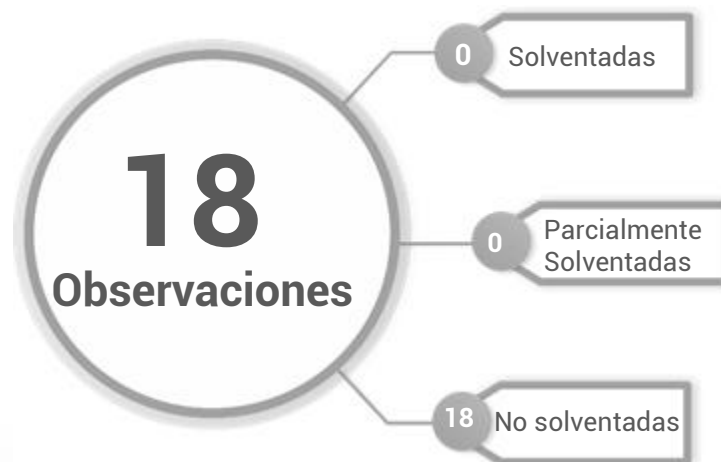 18
Observaciones
0
Solventadas
0
Parcialmente
Solventadas
18
No solventadas